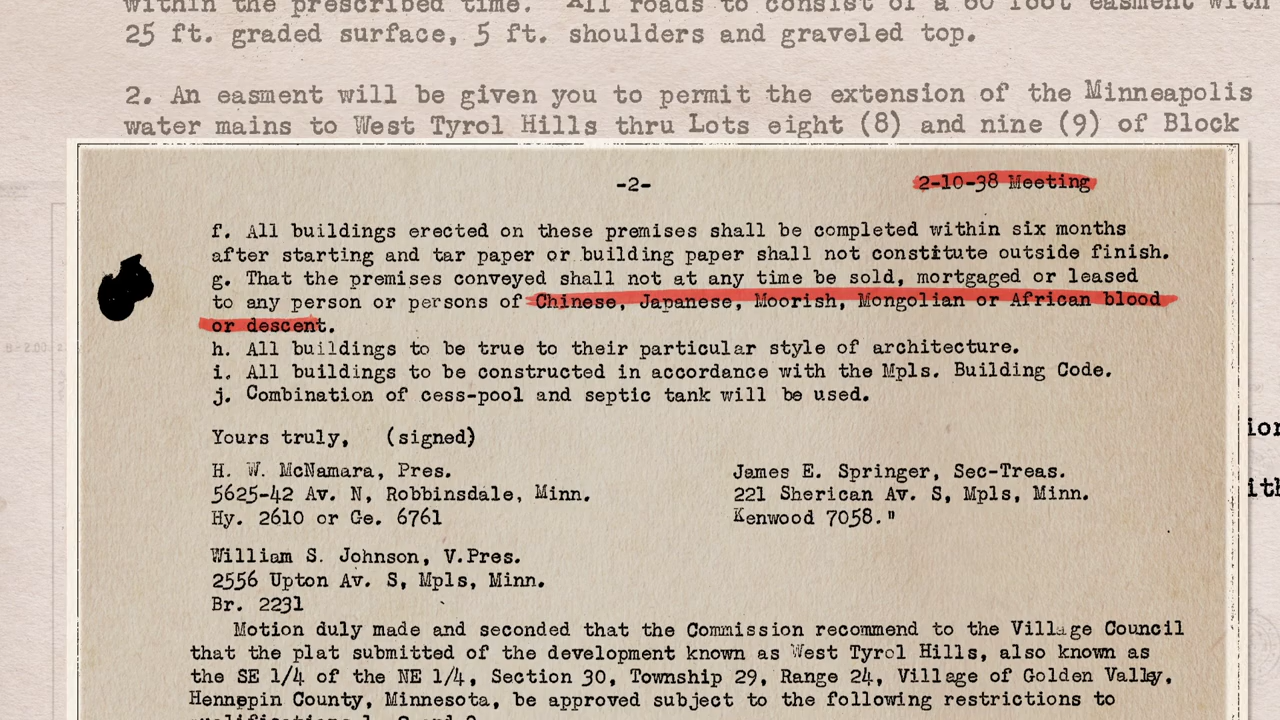 within the prescribed time. All roads to consist of a 60 foot easment with
25 ft. graded surface, 5 ft. shoulders and graveled top.
2. An easment will be given you to permit the extension of the Minneapolis
water mains to West Tyrol Hills thru Lots eight (8) and nine (9) of Block
-2-
2-10-38 Meeting
f. All buildings erected on these premises shall be completed within six months
after starting and tar paper or building paper shall not constitute outside finish.
g. That the premises conveyed shall not at any time be sold, mortgaged or leased
to any person or persons of Chinese, Japanese, Moorish, Mongolian or African blood
or descent.
h. All buildings to be true to their particular style of architecture.
i. All buildings to be constructed in accordance with the Mpls. Building Code.
j. Combination of cess-pool and septic tank will be used.
Yours truly, (signed)
H. W. McNamara, Pres.
5625-42 Av. N, Robbinsdale, Minn.
Hy. 2610 or Ge. 6761
James E. Springer, Sec-Treas.
221 Sherican Av. S, Mpls, Minn.
Kenwood 7058."
William S. Johnson, V.Pres.
2556 Upton Av. S, Mpls, Minn.
Br. 2231
Motion duly made and seconded that the Commission recommend to the Village Council
that the plat submitted of the development known as West Tyrol Hills, also known as
the SE 1/4 of the NE 1/4, Section 30, Township 29, Range 24, Village of Golden Vally,
Hennepin County, Minnesota, be approved subject to the following restrictions to